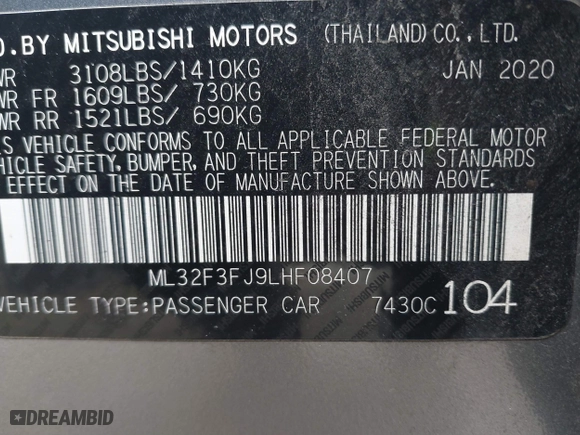 D. BY MITSUBISHI MOTORS (THAILAND) CO., LTD.
WR 3108LBS/1410KG JAN 2020
WR FR 1609LBS/ 730KG
WR RR 1521LBS/ 690KG
IS VEHICLE CONFORMS TO ALL APPLICABLE FEDERAL MOTOR
HICLE SAFETY, BUMPER, AND THEFT PREVENTION STANDARDS
EFFECT ON THE DATE OF MANUFACTURE SHOWN ABOVE.
ML32F3FJ9LHF08407
VEHICLE TYPE:PASSENGER CAR 7430C 104
DREAMBID